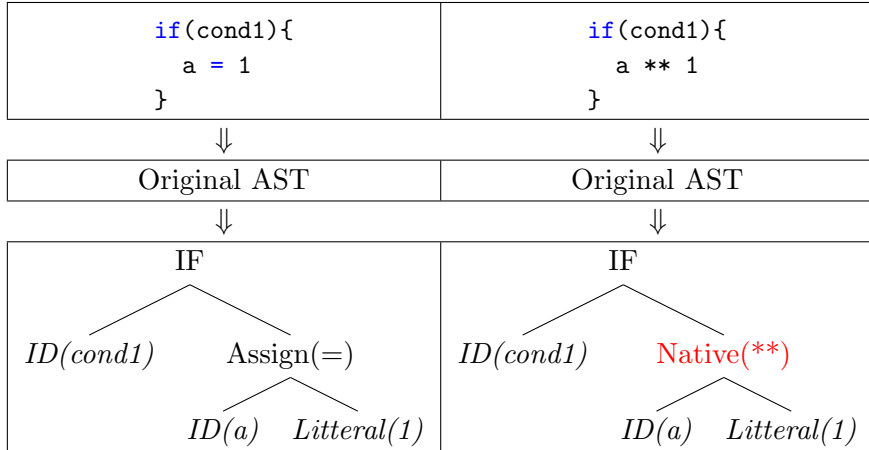 if(cond1){
a = 1
}
if(cond1){
a ** 1
}
⇓ ⇓
Original AST Original AST
⇓ ⇓
IF
ID(cond1) Assign(=)
ID(a) Litteral(1)
IF
ID(cond1) Native(**)
ID(a) Litteral(1)